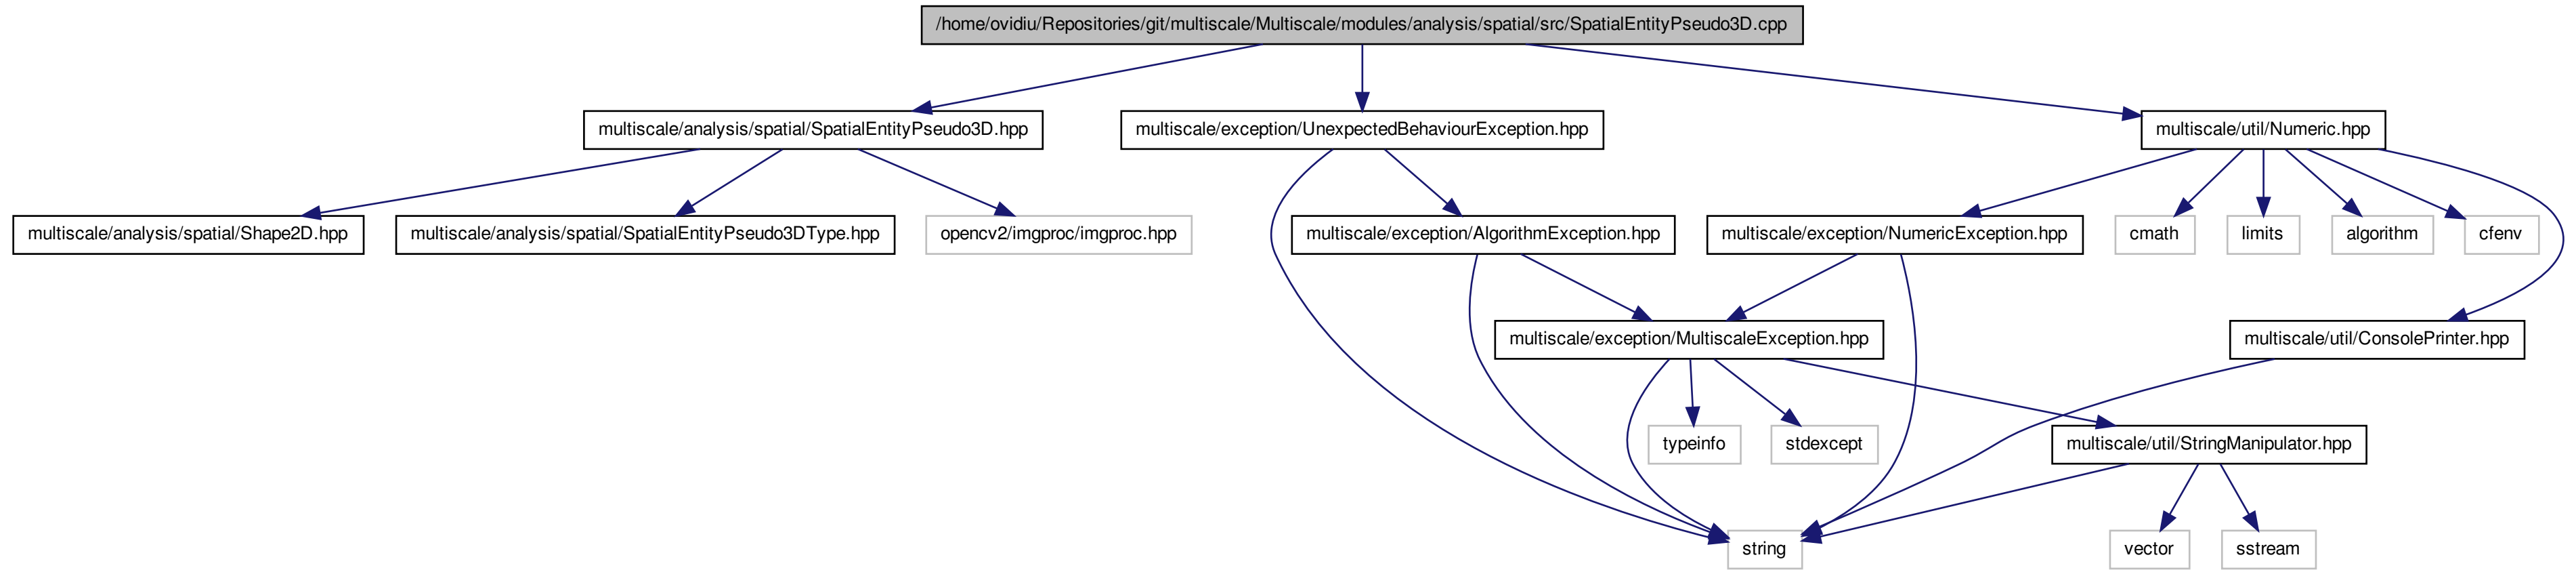 /home/ovidiu/Repositories/git/multiscale/Multiscale/modules/analysis/spatial/src/SpatialEntityPseudo3D.cpp
multiscale/analysis/spatial/SpatialEntityPseudo3D.hpp
multiscale/exception/UnexpectedBehaviourException.hpp
multiscale/util/Numeric.hpp
multiscale/analysis/spatial/Shape2D.hpp
multiscale/analysis/spatial/SpatialEntityPseudo3DType.hpp
opencv2/imgproc/imgproc.hpp
multiscale/exception/AlgorithmException.hpp
multiscale/exception/NumericException.hpp
cmath
limits
algorithm
cfenv
multiscale/exception/MultiscaleException.hpp
multiscale/util/ConsolePrinter.hpp
typeinfo
stdexcept
multiscale/util/StringManipulator.hpp
string
vector
sstream